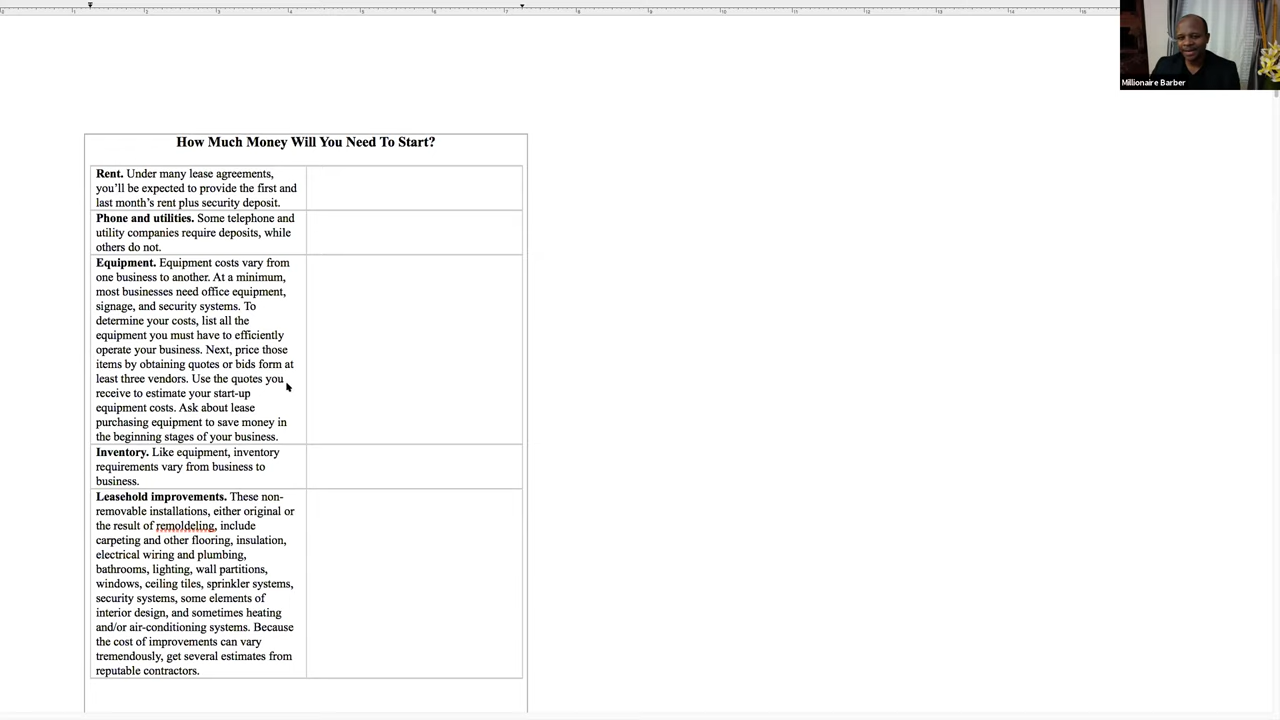 Millionaire Barber
How Much Money Will You Need To Start?
Rent. Under many lease agreements,
you'll be expected to provide the first and
last month's rent plus security deposit.
Phone and utilities. Some telephone and
utility companies require deposits, while
others do not.
Equipment. Equipment costs vary from
one business to another. At a minimum,
most businesses need office equipment,
signage, and security systems. To
determine your costs, list all the
equipment you must have to efficiently
operate your business. Next, price those
items by obtaining quotes or bids form at
least three vendors. Use the quotes you
receive to estimate your start-up
equipment costs. Ask about lease
purchasing equipment to save money in
the beginning stages of your business.
Inventory. Like equipment, inventory
requirements vary from business to
business.
Leasehold improvements. These non-
removable installations, either original or
the result of remoldeling, include
carpeting and other flooring, insulation,
electrical wiring and plumbing,
bathrooms, lighting, wall partitions,
windows, ceiling tiles, sprinkler systems,
security systems, some elements of
interior design, and sometimes heating
and/or air-conditioning systems. Because
the cost of improvements can vary
tremendously, get several estimates from
reputable contractors.